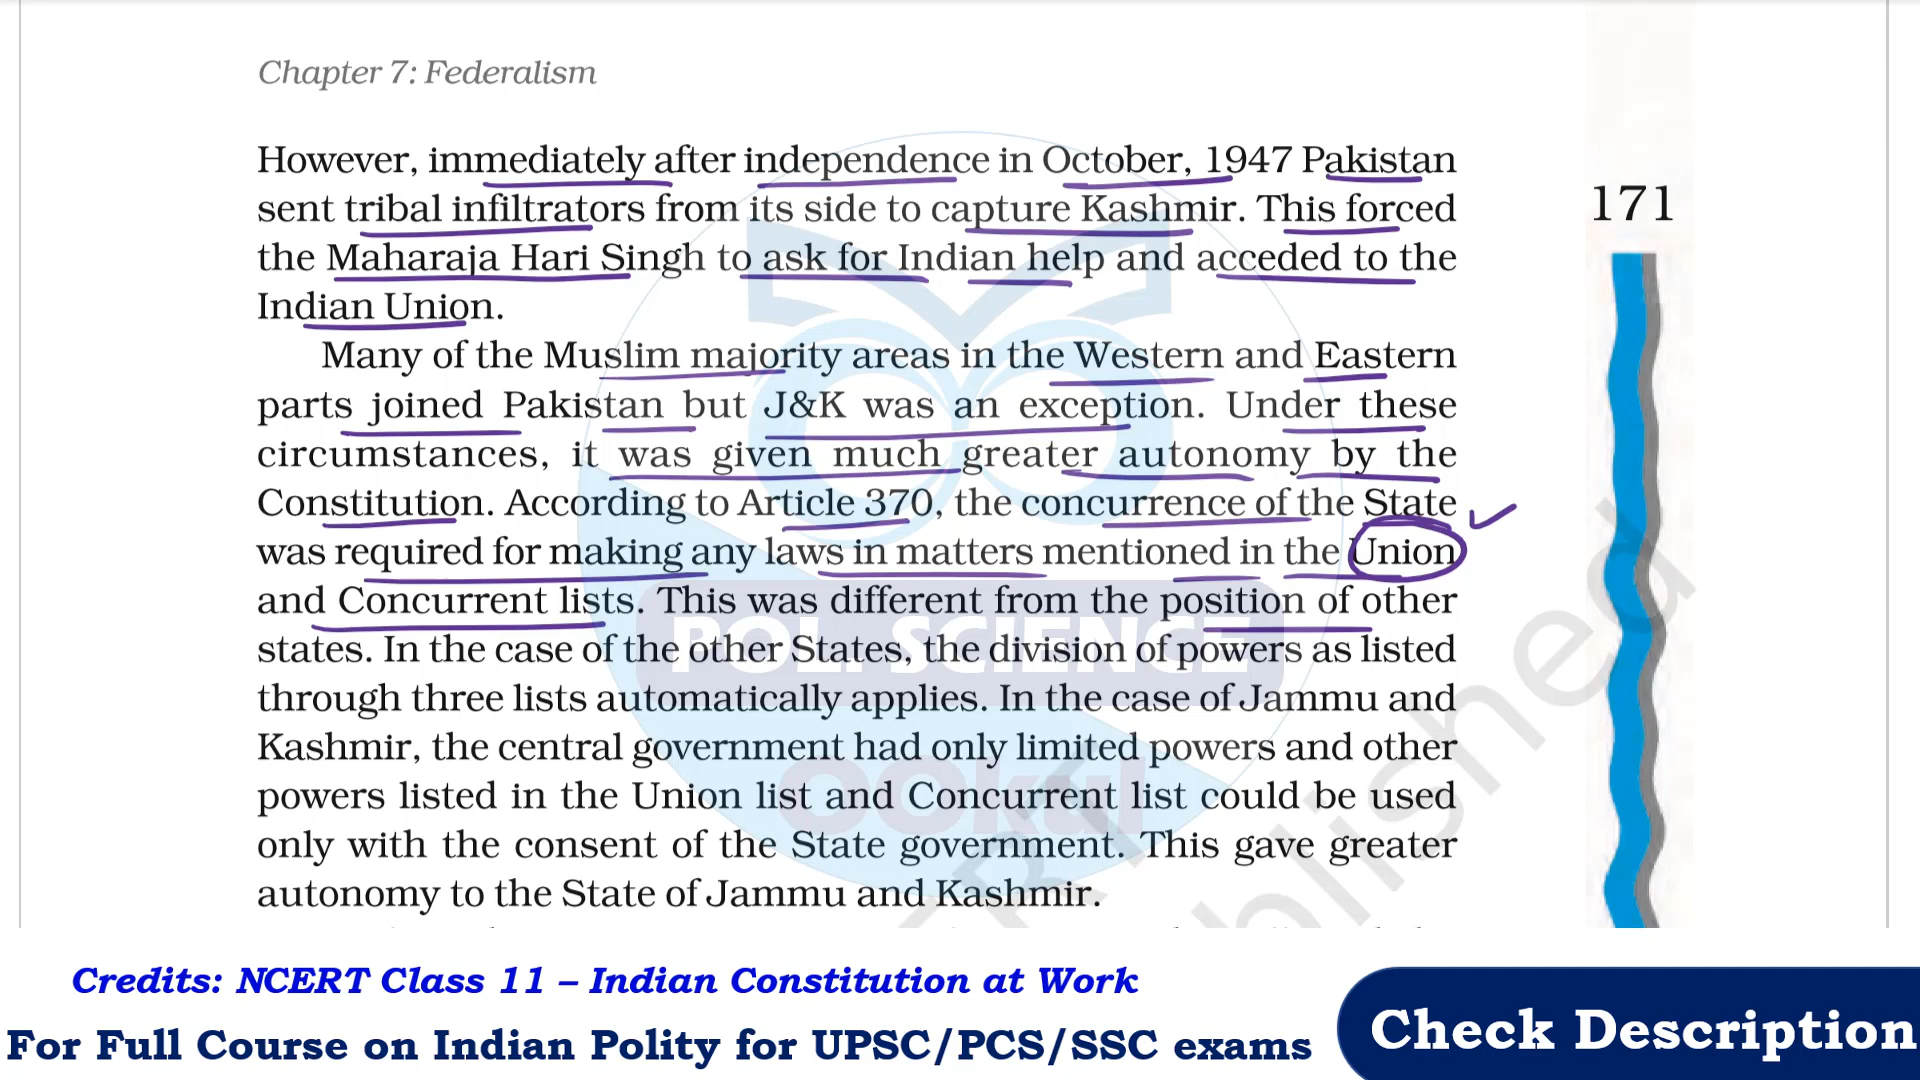 Chapter 7: Federalism
However, immediately after independence in October, 1947 Pakistan
sent tribal infiltrators from its side to capture Kashmir. This forced
the Maharaja Hari Singh to ask for Indian help and acceded to the
Indian Union.
Many of the Muslim majority areas in the Western and Eastern
parts joined Pakistan but J&K was an exception. Under these
circumstances, it was given much greater autonomy by the
Constitution. According to Article 370, the concurrence of the State
was required for making any laws in matters mentioned in the Union
and Concurrent lists. This was different from the position of other
states. In the case of the other States, the division of powers as listed
through three lists automatically applies. In the case of Jammu and
Kashmir, the central government had only limited powers and other
powers listed in the Union list and Concurrent list could be used
only with the consent of the State government. This gave greater
autonomy to the State of Jammu and Kashmir.
171
POL SCIENCE
Credits: NCERT Class 11 – Indian Constitution at Work
For Full Course on Indian Polity for UPSC/PCS/SSC exams
Check Description